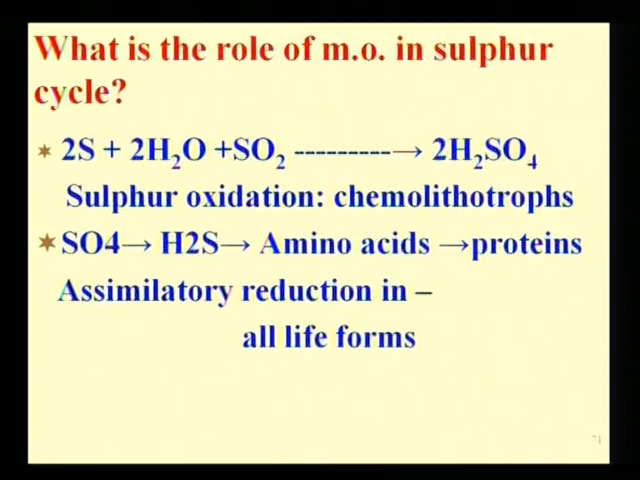 What is the role of m.o. in sulphur
cycle?
✶ 2S + 2H₂O +SO₂ ---------→ 2H₂SO₄
Sulphur oxidation: chemolithotrophs
✶ SO4→ H2S→ Amino acids →proteins
Assimilatory reduction in –
all life forms
71